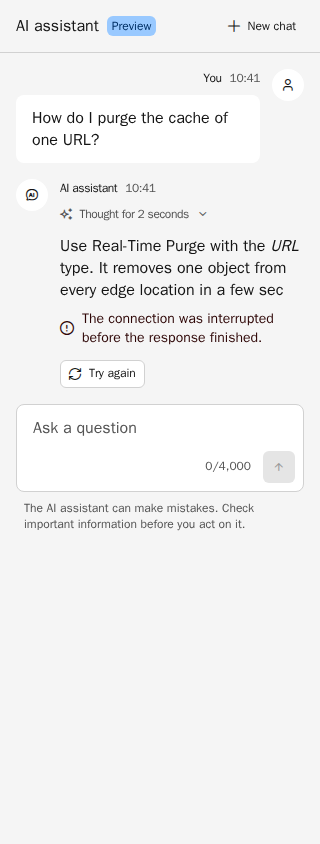 AI assistant Preview New chat
You 10:41
How do I purge the cache of
one URL?
AI
AI assistant 10:41
Thought for 2 seconds
Use Real-Time Purge with the URL
type. It removes one object from
every edge location in a few sec
The connection was interrupted
before the response finished.
Try again
Ask a question
0/4,000
The AI assistant can make mistakes. Check
important information before you act on it.